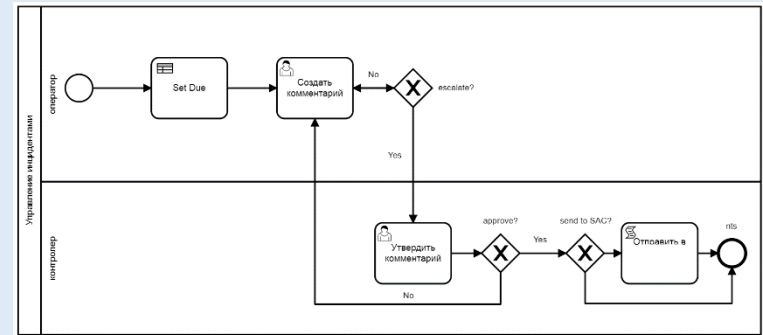 Управление инцидентами
оператор
Set Due
Создать
комментарий
No
escalate?
Yes
контролер
Утвердить
комментарий
approve?
Yes
No
send to SAC?
Отправить в
nts